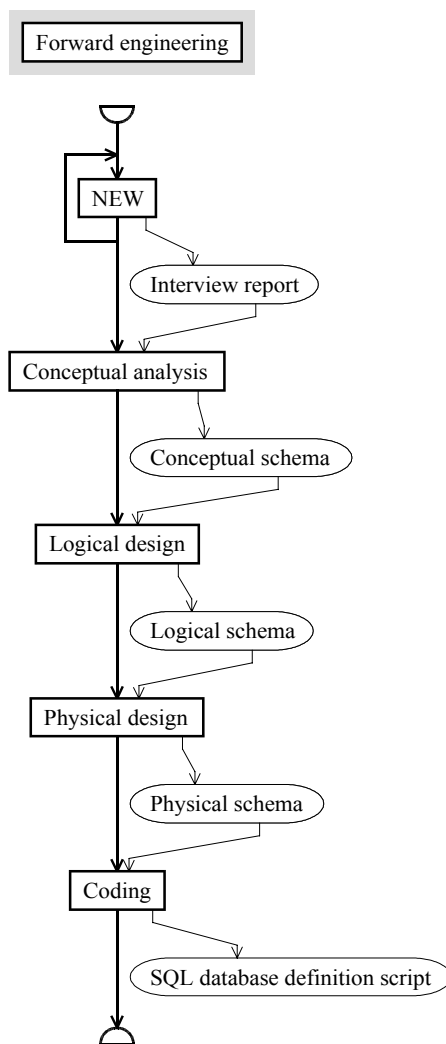 Forward engineering
NEW
Interview report
Conceptual analysis
Conceptual schema
Logical design
Logical schema
Physical design
Physical schema
Coding
SQL database definition script